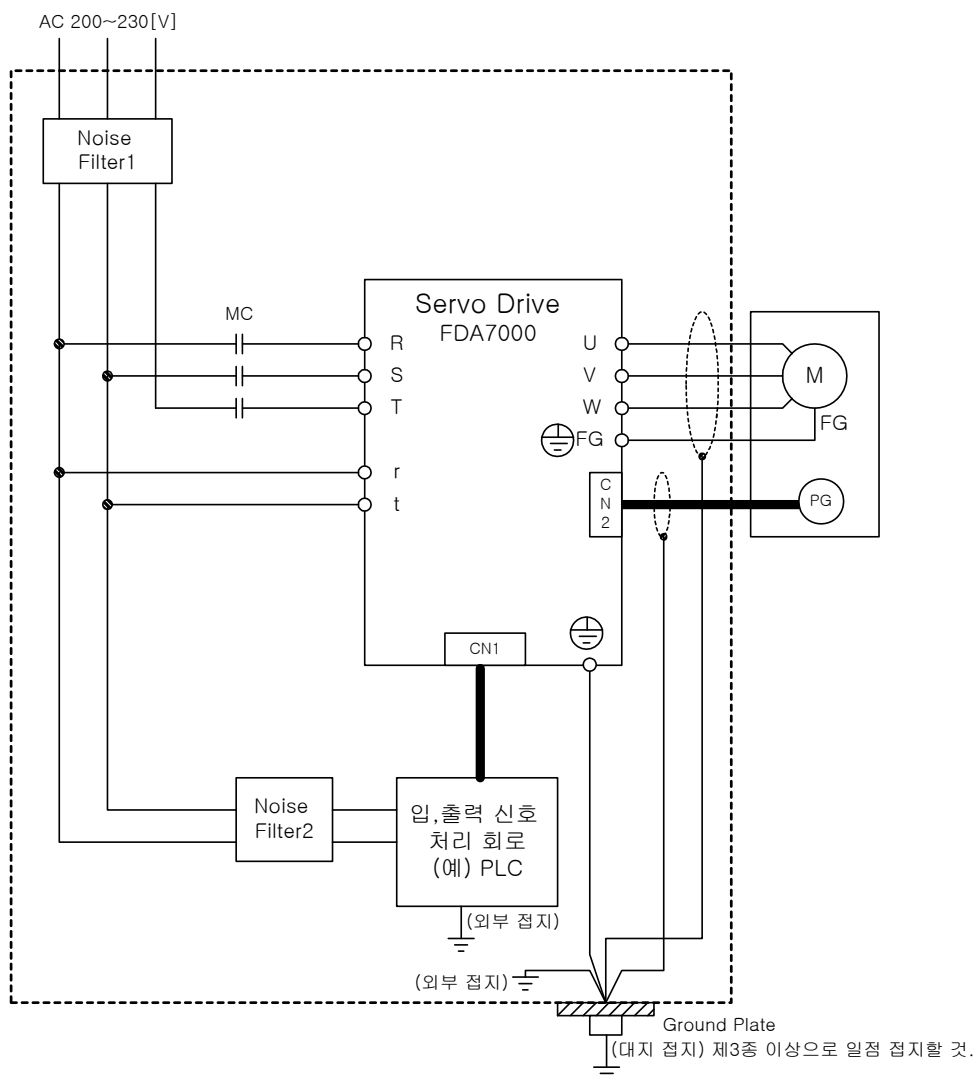 AC 200~230[V]
Noise
Filter1
Servo Drive
FDA7000
MC
R
S
T
r
t
U
V
W
FG
C
N
2
M
FG
PG
CN1
Noise
Filter2
입,출력 신호
처리 회로
(예) PLC
(외부 접지)
(외부 접지)
Ground Plate
(대지 접지) 제3종 이상으로 일점 접지할 것.